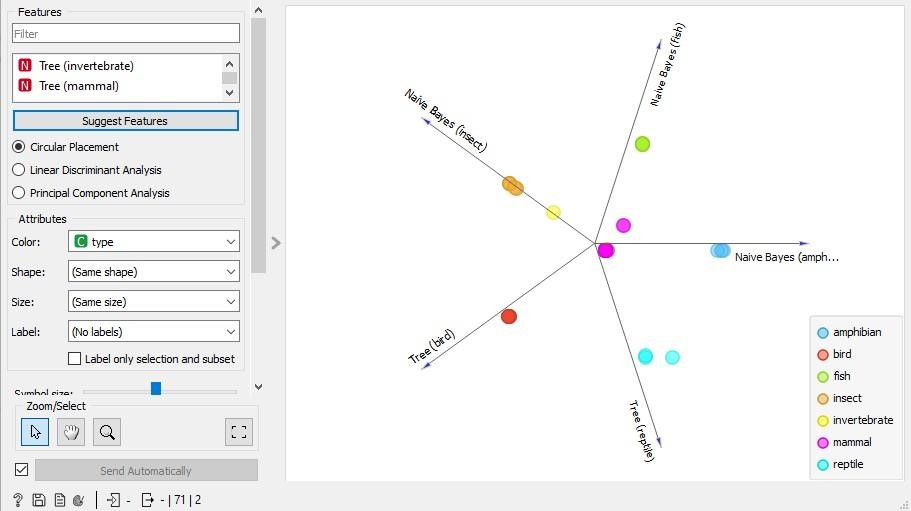 Features
Filter
N Tree (invertebrate)
N Tree (mammal)
Suggest Features
Circular Placement
Linear Discriminant Analysis
Principal Component Analysis
Attributes
Color: C type
Shape: (Same shape)
Size: (Same size)
Label: (No labels)
Label only selection and subset
Symbol size:
Zoom/Select
Send Automatically
? - - | 71 | 2
Naive Bayes (fish)
Naive Bayes (insect)
Naive Bayes (amph...
Tree (bird)
Tree (reptile)
amphibian
bird
fish
insect
invertebrate
mammal
reptile